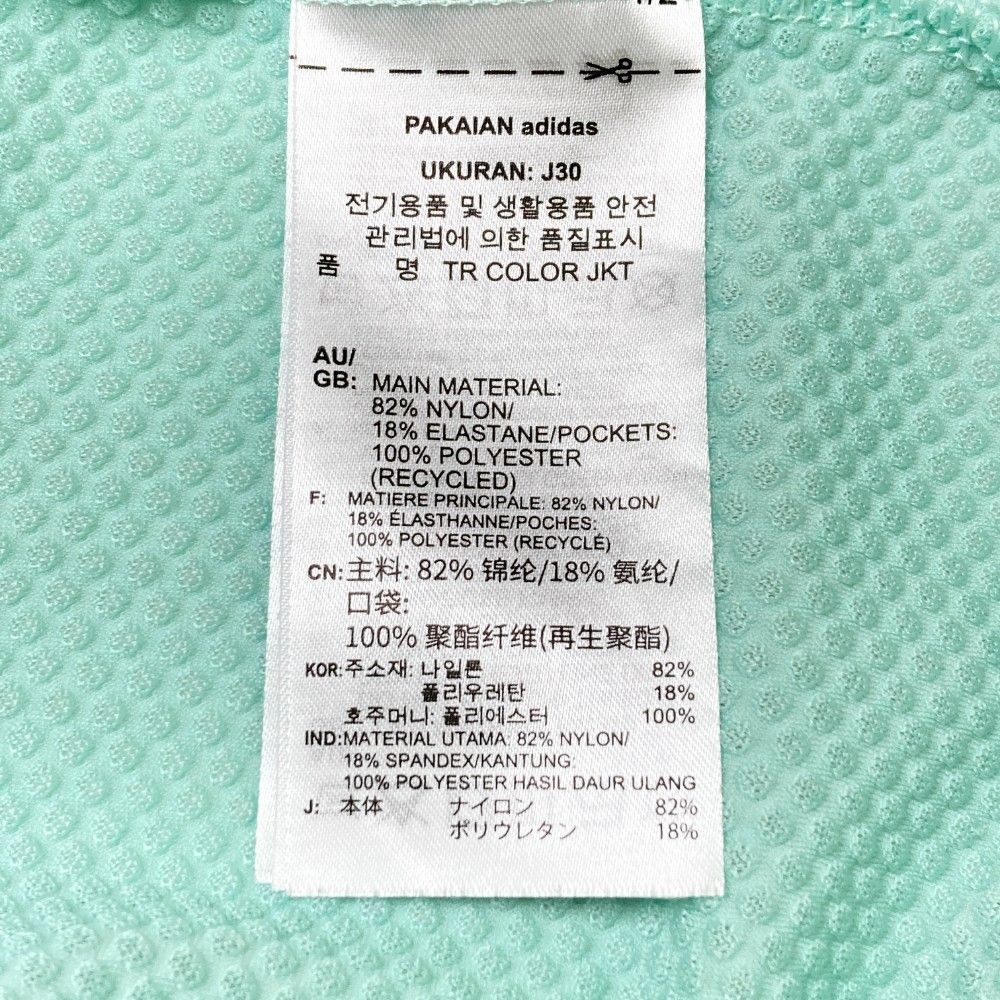 PAKAIAN adidas
UKURAN: J30
전기용품 및 생활용품 안전
관리법에 의한 품질표시
품 명 TR COLOR JKT
AU/
GB: MAIN MATERIAL:
82% NYLON/
18% ELASTANE/POCKETS:
100% POLYESTER
(RECYCLED)
F: MATIERE PRINCIPALE: 82% NYLON/
18% ÉLASTHANNE/POCHES:
100% POLYESTER (RECYCLÉ)
CN: 主料: 82% 锦纶/18% 氨纶/
口袋:
100% 聚酯纤维(再生聚酯)
KOR: 주소재: 나일론 82%
폴리우레탄 18%
호주머니: 폴리에스터 100%
IND: MATERIAL UTAMA: 82% NYLON/
18% SPANDEX/KANTUNG:
100% POLYESTER HASIL DAUR ULANG
J: 本体 ナイロン 82%
ポリウレタン 18%